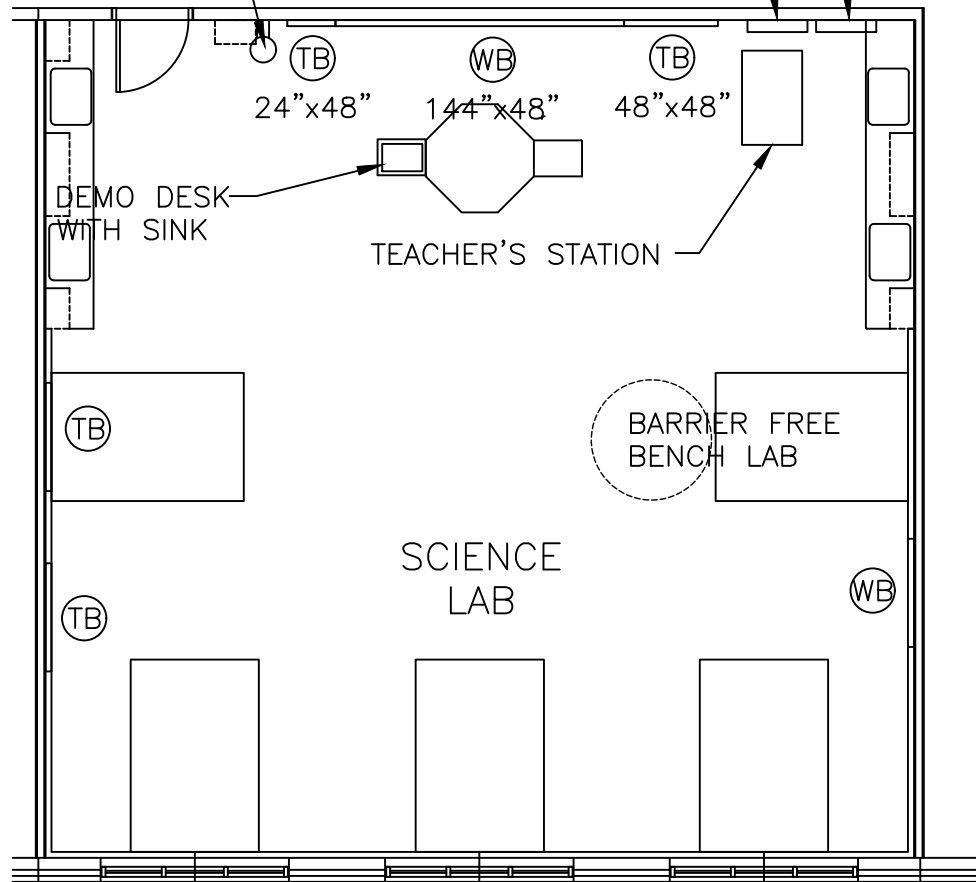 TB
WB
TB
24”x48”
144”x48”
48”x48”
DEMO DESK
WITH SINK
TEACHER’S STATION
TB
BARRIER FREE
BENCH LAB
SCIENCE
LAB
TB
WB